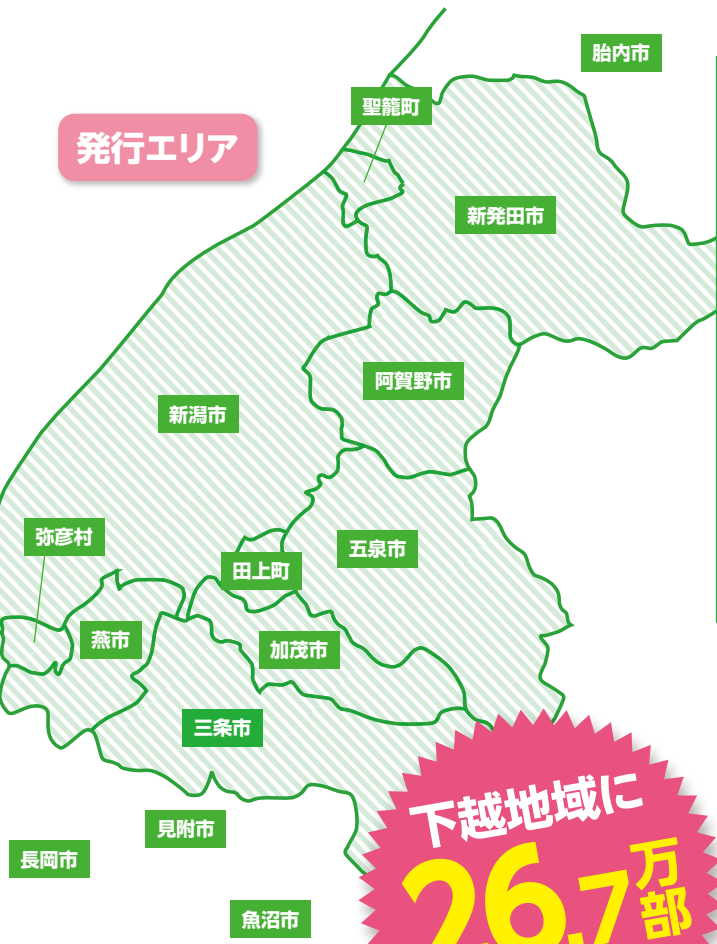 胎内市
聖籠町
発行エリア
新発田市
阿賀野市
新潟市
弥彦村
五泉市
田上町
燕市
加茂市
三条市
見附市
長岡市
魚沼市
下越地域に
26.7万部